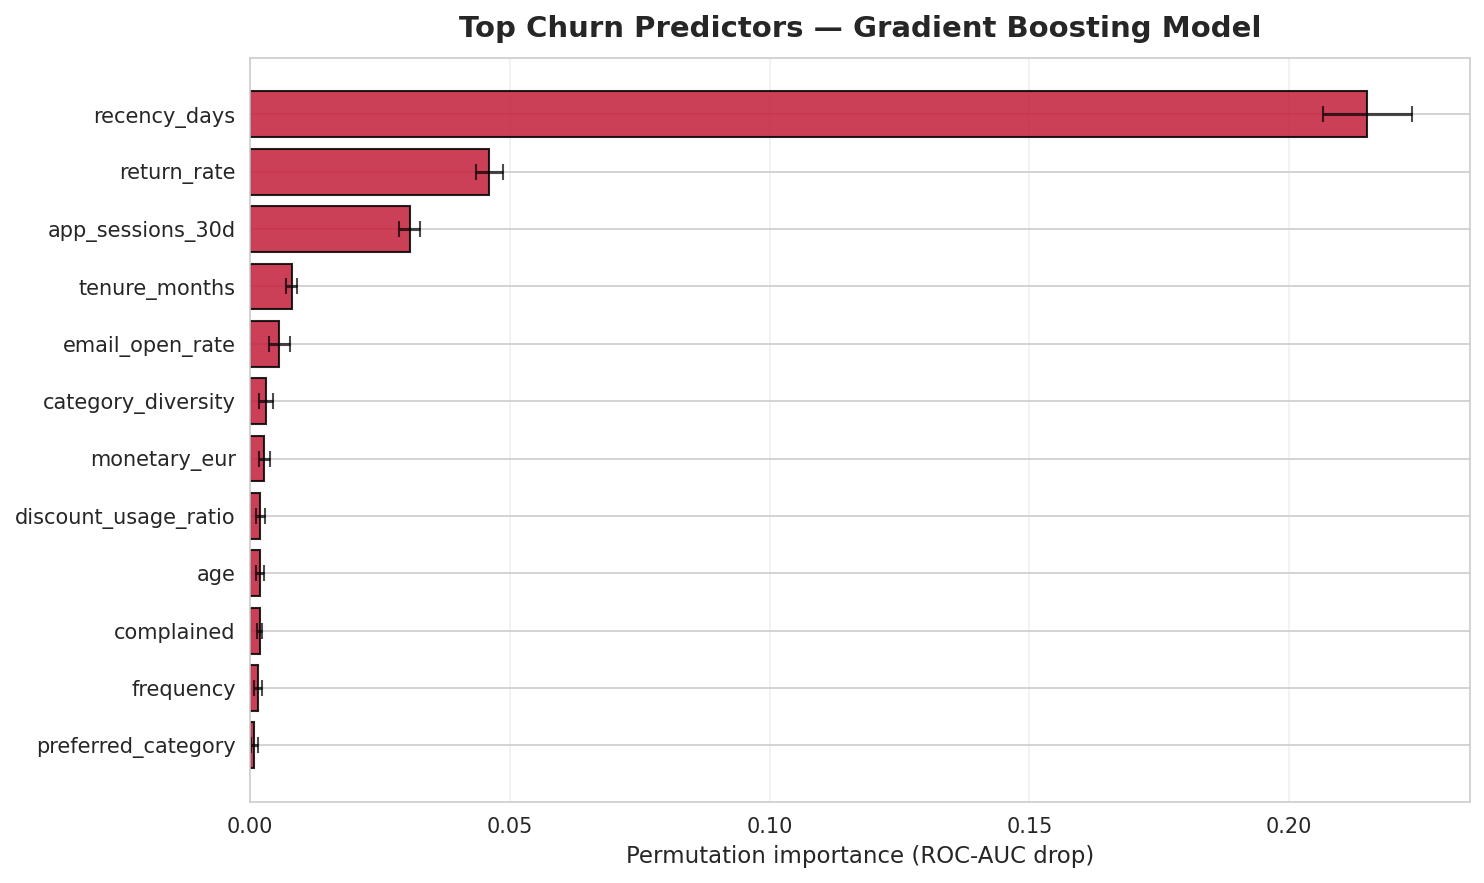 Top Churn Predictors — Gradient Boosting Model
recency_days
return_rate
app_sessions_30d
tenure_months
email_open_rate
category_diversity
monetary_eur
discount_usage_ratio
age
complained
frequency
preferred_category
0.00 0.05 0.10 0.15 0.20
Permutation importance (ROC-AUC drop)